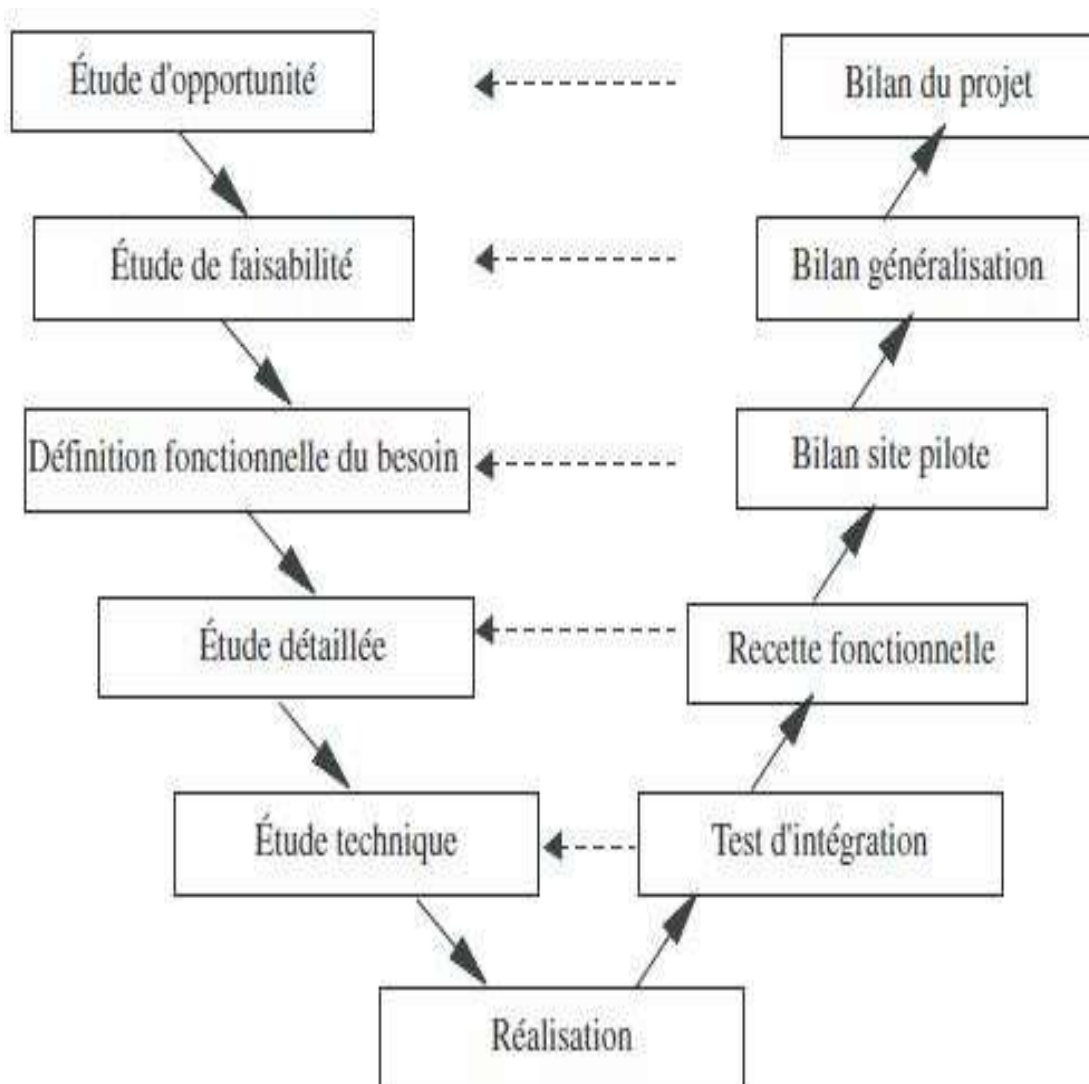 Étude d'opportunité
Bilan du projet
Étude de faisabilité
Bilan généralisation
Définition fonctionnelle du besoin
Bilan site pilote
Étude détaillée
Recette fonctionnelle
Étude technique
Test d'intégration
Réalisation